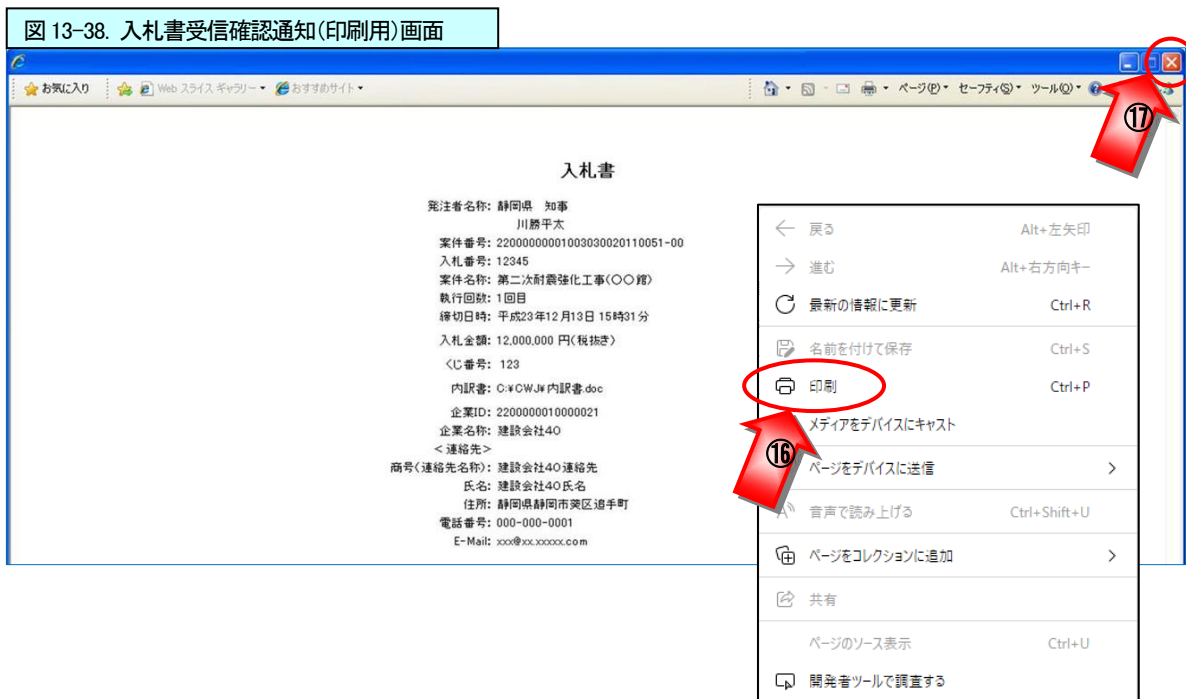 図 13-38. 入札書受信確認通知(印刷用)画面
お気に入り Web スライス ギャラリー おすすめサイト ページ(P) セーフティ(S) ツール(O)
⑰
入札書
発注者名称: 静岡県 知事
川勝平太
案件番号: 2200000000100303002011​0051-00
入札番号: 12345
案件名称: 第二次耐震強化工事(〇〇館)
執行回数: 1回目
締切日時: 平成23年12月13日 15時31分
入札金額: 12,000,000 円(税抜き)
くじ番号: 123
内訳書: C:¥CWJ¥内訳書.doc
企業ID: 2200000010000021
企業名称: 建設会社40
<連絡先>
商号(連絡先名称): 建設会社40連絡先
氏名: 建設会社40氏名
住所: 静岡県静岡市葵区追手町
電話番号: 000-000-0001
E-Mail: xxx@xx.xxxxx.com
戻る Alt+左矢印
進む Alt+右方向キー
最新の情報に更新 Ctrl+R
名前を付けて保存 Ctrl+S
印刷 Ctrl+P
メディアをデバイスにキャスト
⑯
ページをデバイスに送信
音声で読み上げる Ctrl+Shift+U
ページをコレクションに追加
共有
ページのソース表示 Ctrl+U
開発者ツールで調査する